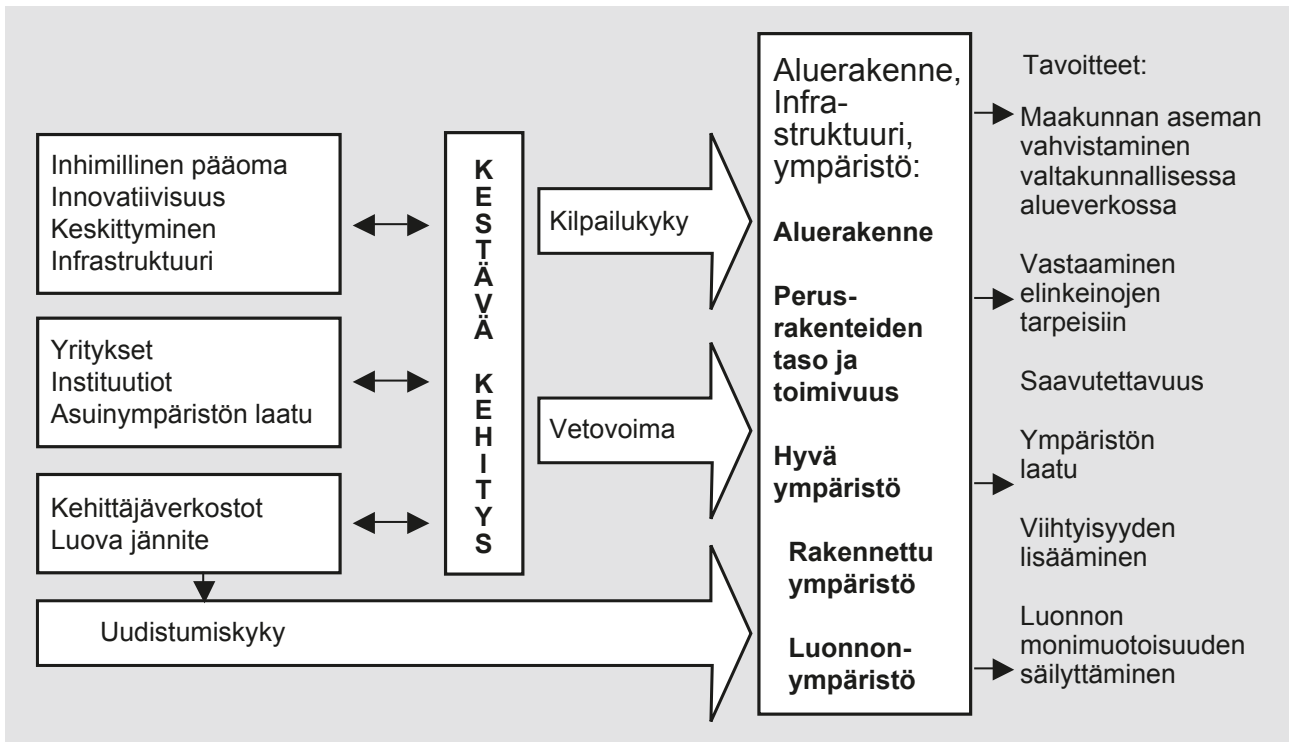 Inhimillinen pääoma
Innovatiivisuus
Keskittyminen
Infrastruktuuri
Yritykset
Instituutiot
Asuinympäristön laatu
Kehittäjäverkostot
Luova jännite
Uudistumiskyky
KESTÄVÄ KEHITYS
Kilpailukyky
Vetovoima
Aluerakenne,
Infra-
struktuuri,
ympäristö:
Aluerakenne
Perus-
rakenteiden
taso ja
toimivuus
Hyvä
ympäristö
Rakennettu
ympäristö
Luonnon-
ympäristö
Tavoitteet:
Maakunnan aseman
vahvistaminen
valtakunnallisessa
alueverkossa
Vastaaminen
elinkeinojen
tarpeisiin
Saavutettavuus
Ympäristön
laatu
Viihtyisyyden
lisääminen
Luonnon
monimuotoisuuden
säilyttäminen